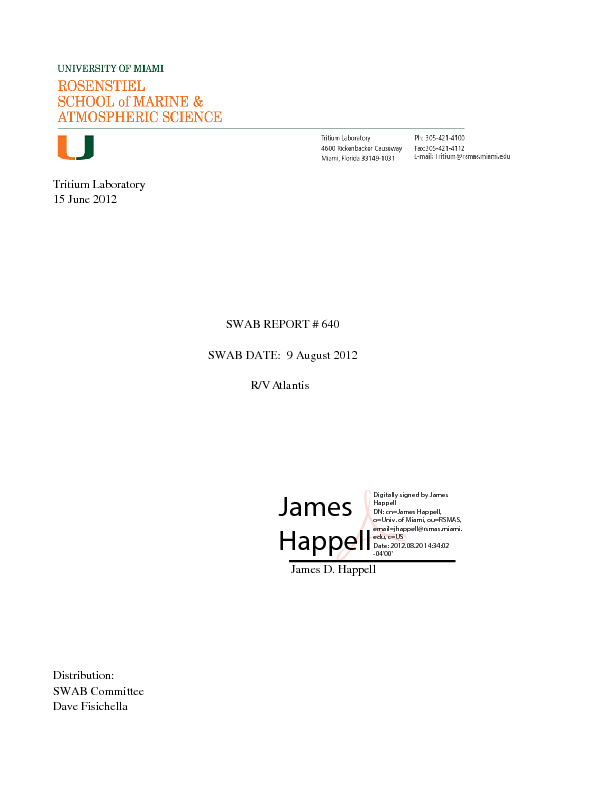 UNIVERSITY OF MIAMI
ROSENSTIEL
SCHOOL of MARINE &
ATMOSPHERIC SCIENCE
Tritium Laboratory
4600 Rickenbacker Causeway
Miami, Florida 33149-1031
Ph: 305-421-4100
Fax: 305-421-4112
E-mail: Tritium@rsmas.miami.edu
Tritium Laboratory
15 June 2012
SWAB REPORT # 640
SWAB DATE:  9 August 2012
R/V Atlantis
James
Happell
Digitally signed by James
Happell
DN: cn=James Happell,
o=Univ. of Miami, ou=RSMAS,
email=jhappell@rsmas.miami.
edu, c=US
Date: 2012.08.20 14:34:02
-04'00'
James D. Happell
Distribution:
SWAB Committee
Dave Fisichella